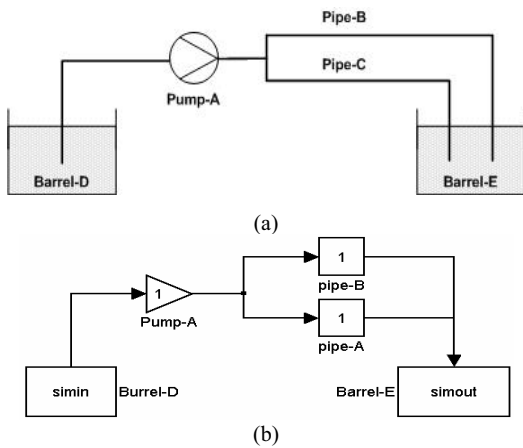 Pipe-B
Pipe-C
Pump-A
Barrel-D
Barrel-E
(a)
1
pipe-B
1
Pump-A
1
pipe-A
simin
Burrel-D
Barrel-E
simout
(b)